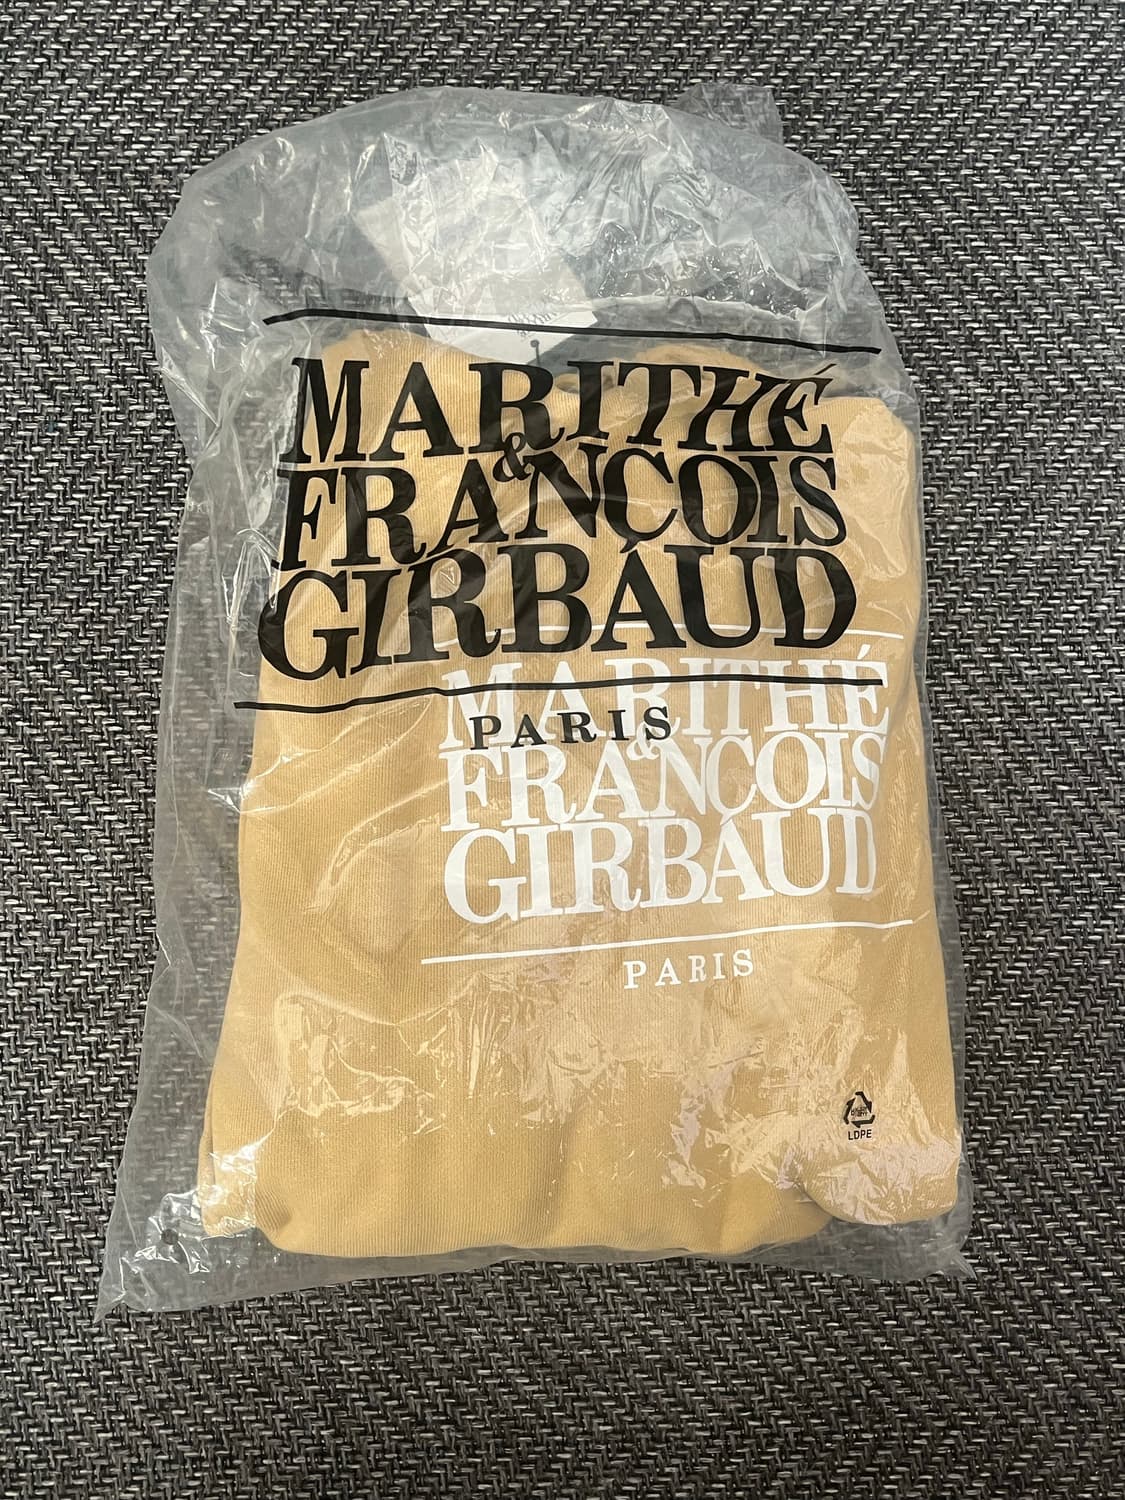 MARITHÉ
&
FRANÇOIS
GIRBAUD
PARIS
MARITHÉ
&
FRANÇOIS
GIRBAUD
PARIS
LDPE